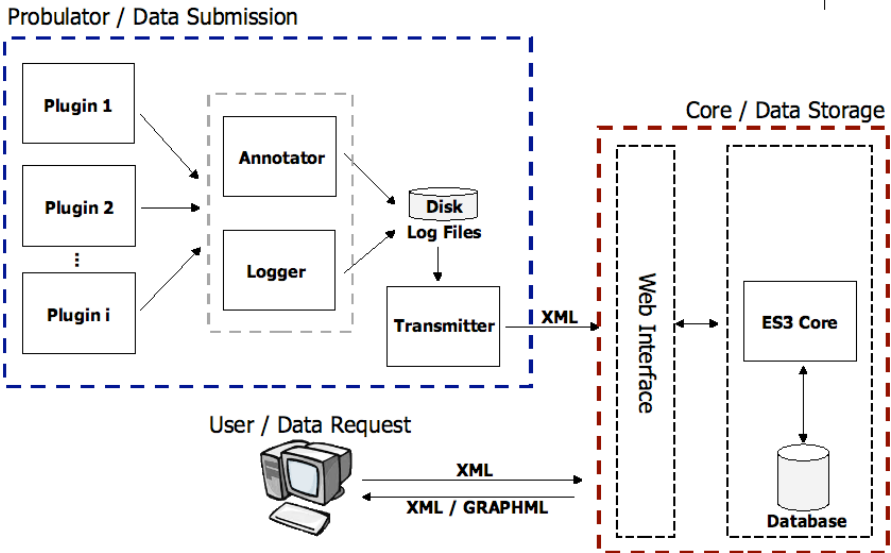 Probulator / Data Submission
Plugin 1
Plugin 2
⋮
Plugin i
Annotator
Logger
Disk
Log Files
Transmitter
XML
Core / Data Storage
Web Interface
ES3 Core
Database
User / Data Request
XML
XML / GRAPHML